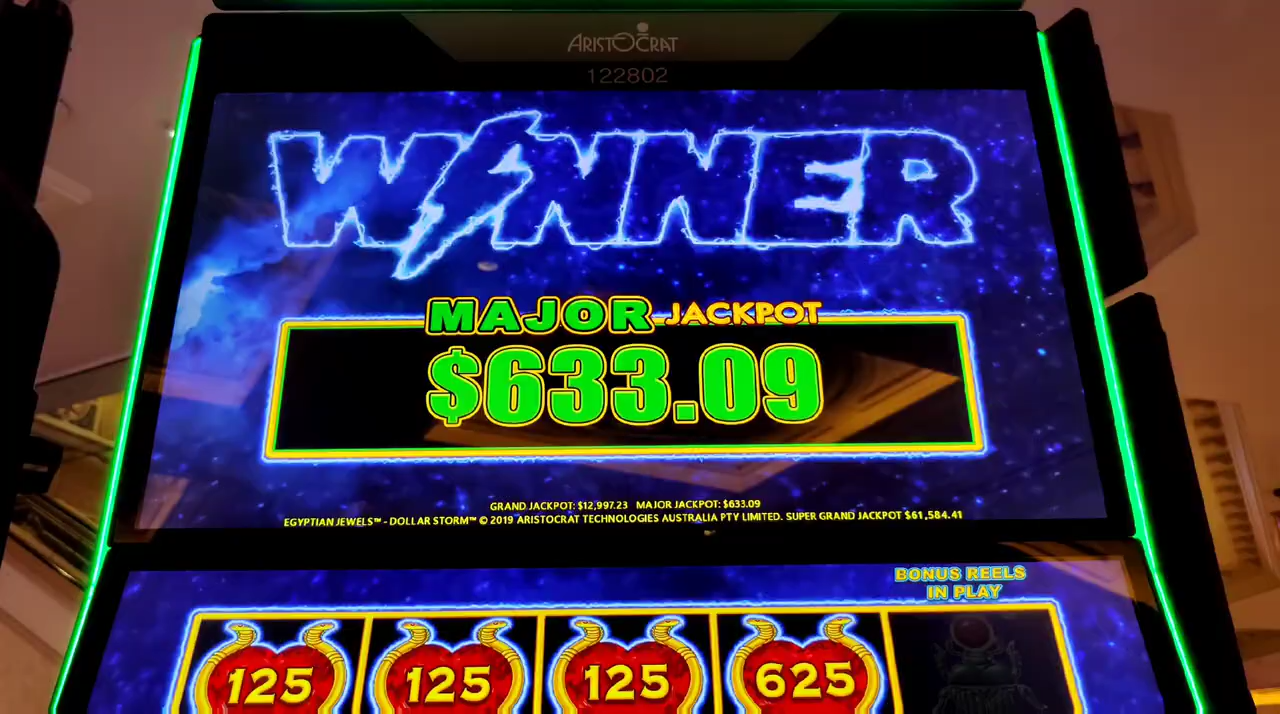 ARISTOCRAT
122802
WINNER
MAJOR JACKPOT
$633.09
GRAND JACKPOT: $12,997.23 MAJOR JACKPOT: $633.09
EGYPTIAN JEWELS™ - DOLLAR STORM™ © 2019 ARISTOCRAT TECHNOLOGIES AUSTRALIA PTY LIMITED. SUPER GRAND JACKPOT $61,584.41
BONUS REELS
IN PLAY
125 125 125 625